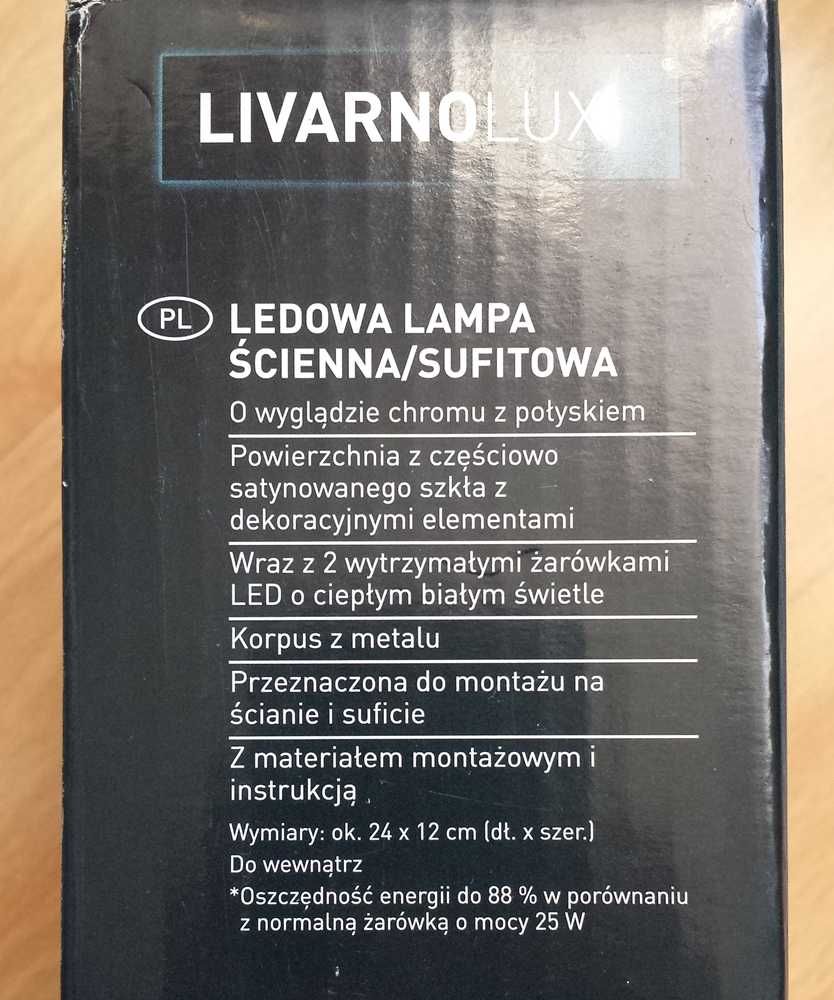 LIVARNOLUX
PL
LEDOWA LAMPA
ŚCIENNA/SUFITOWA
O wyglądzie chromu z połyskiem
Powierzchnia z częściowo
satynowanego szkła z
dekoracyjnymi elementami
Wraz z 2 wytrzymałymi żarówkami
LED o ciepłym białym świetle
Korpus z metalu
Przeznaczona do montażu na
ścianie i suficie
Z materiałem montażowym i
instrukcją
Wymiary: ok. 24 x 12 cm (dł. x szer.)
Do wewnątrz
*Oszczędność energii do 88 % w porównaniu
z normalną żarówką o mocy 25 W